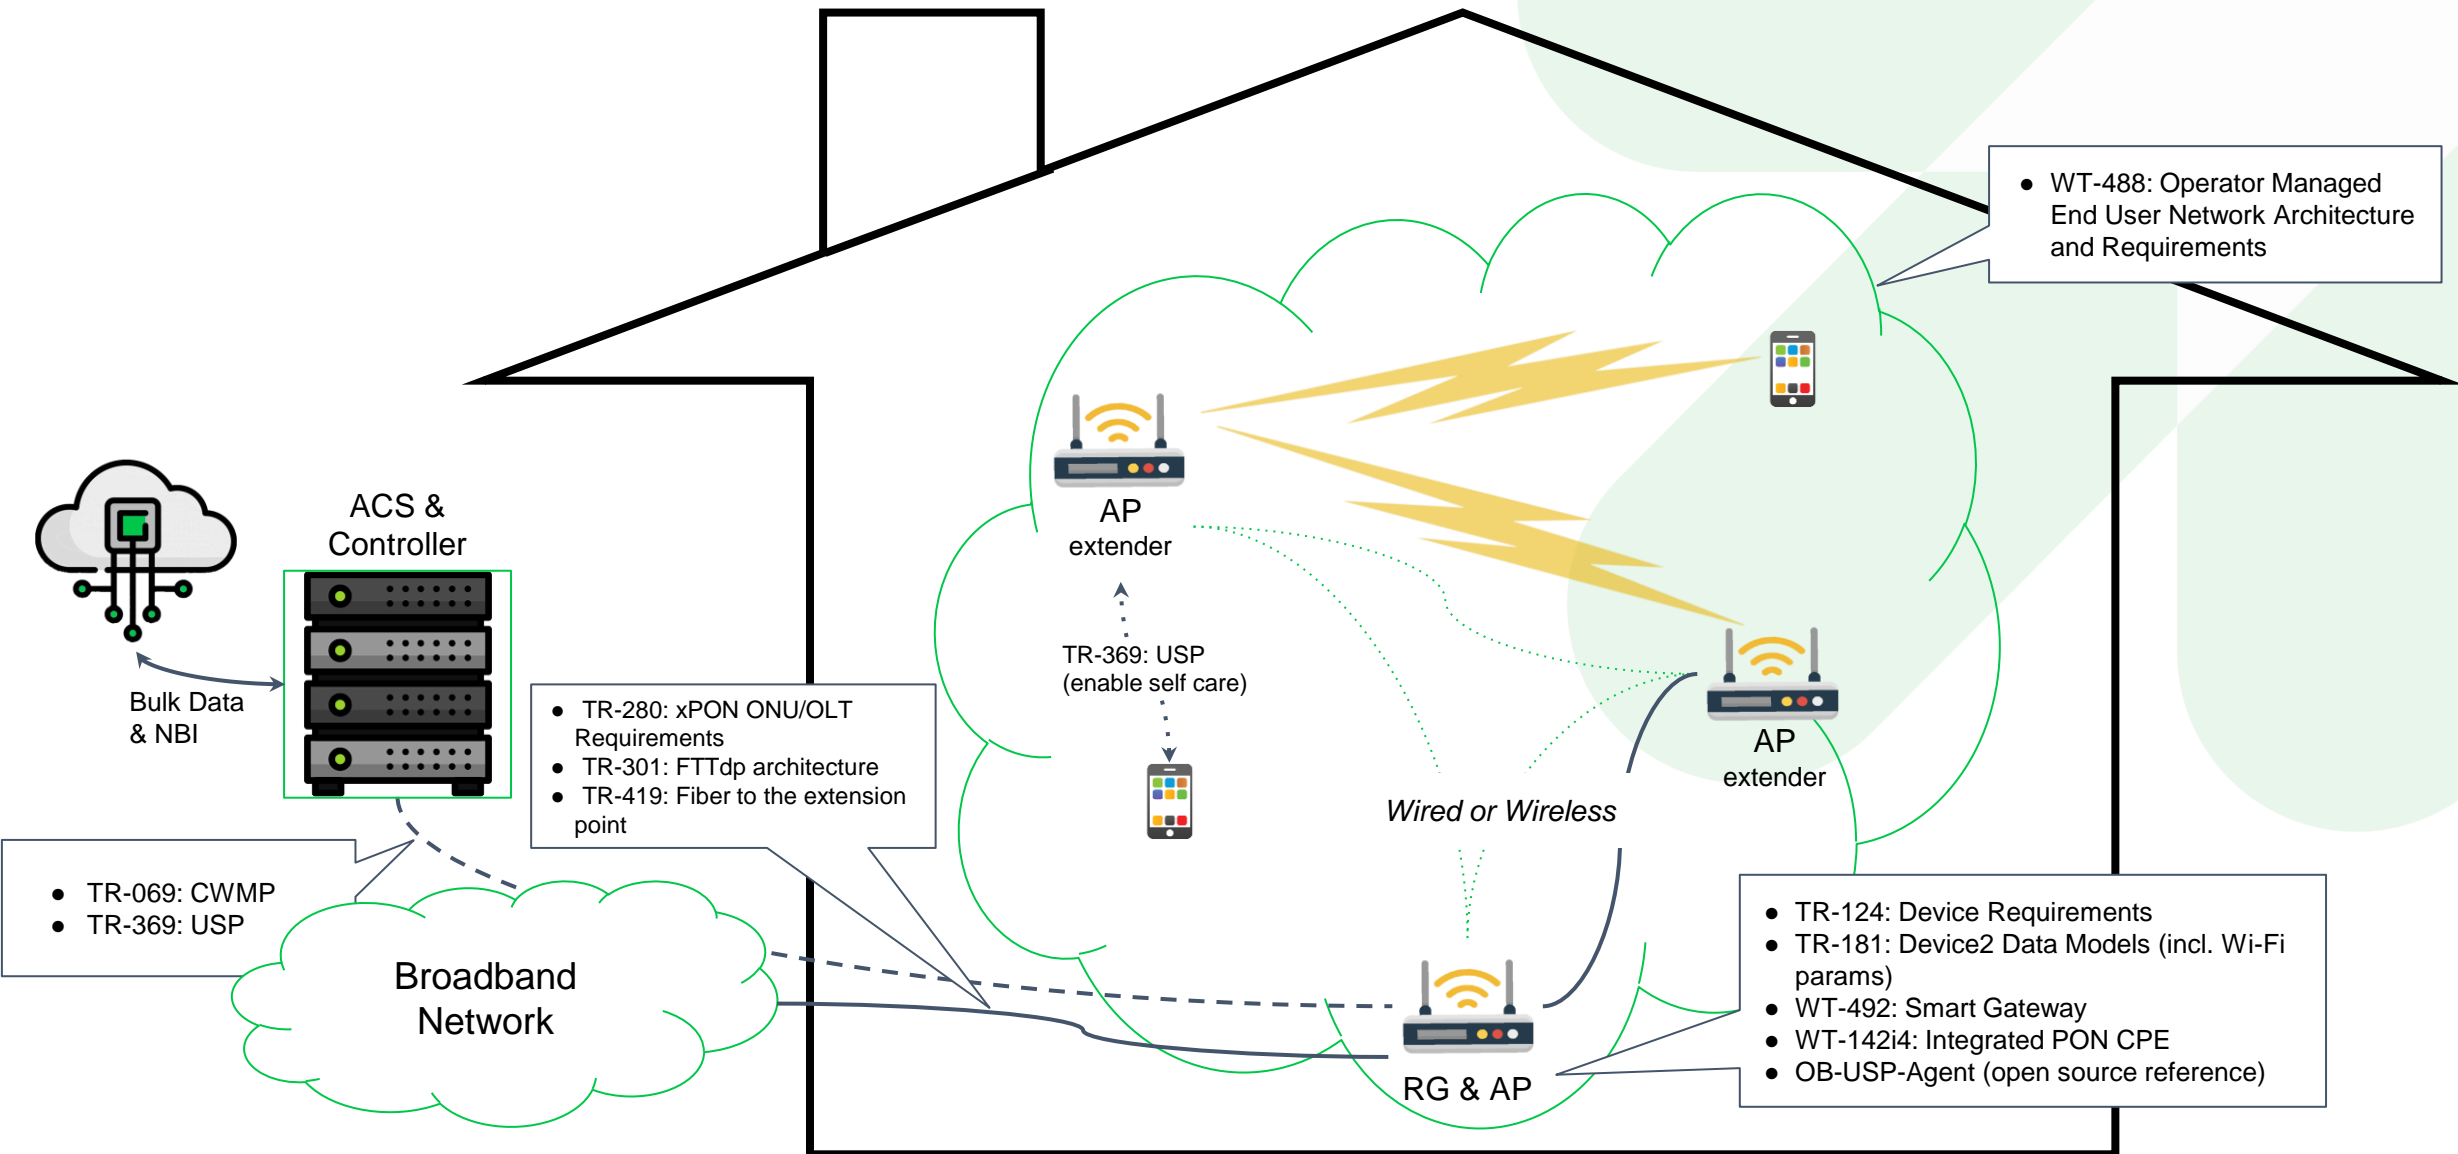 ● WT-488: Operator Managed
End User Network Architecture
and Requirements
ACS &
Controller
AP
extender
TR-369: USP
(enable self care)
Bulk Data
& NBI
● TR-280: xPON ONU/OLT
Requirements
● TR-301: FTTdp architecture
● TR-419: Fiber to the extension
point
AP
extender
Wired or Wireless
● TR-069: CWMP
● TR-369: USP
Broadband
Network
RG & AP
● TR-124: Device Requirements
● TR-181: Device2 Data Models (incl. Wi-Fi
params)
● WT-492: Smart Gateway
● WT-142i4: Integrated PON CPE
● OB-USP-Agent (open source reference)